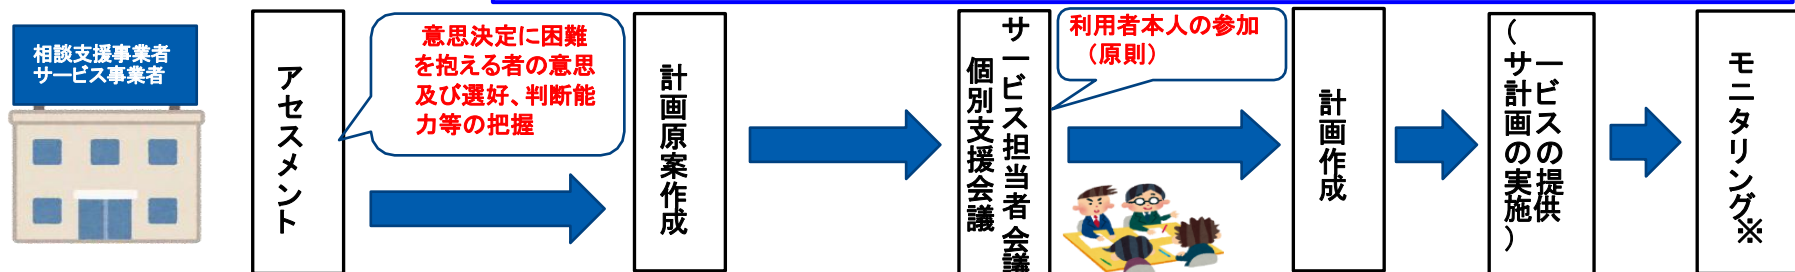 相談支援事業者
サービス事業者
アセスメント
意思決定に困難
を抱える者の意思
及び選好、判断能
力等の把握
計画原案作成
サービス担当者会議
個別支援会議
利用者本人の参加
（原則）
計画作成
サービスの提供
（計画の実施）
モニタリング※